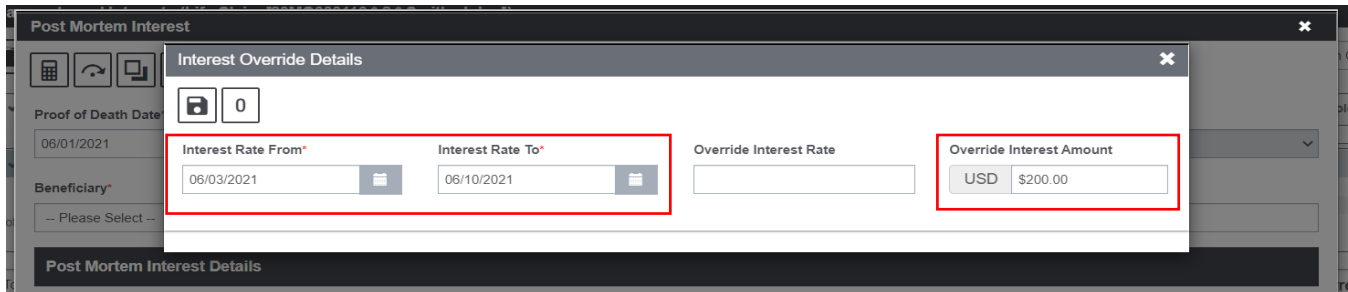 Post Mortem Interest
Interest Override Details
0
Proof of Death Date*
06/01/2021
Interest Rate From* Interest Rate To* Override Interest Rate Override Interest Amount
06/03/2021 06/10/2021 USD $200.00
Beneficiary*
-- Please Select --
Post Mortem Interest Details